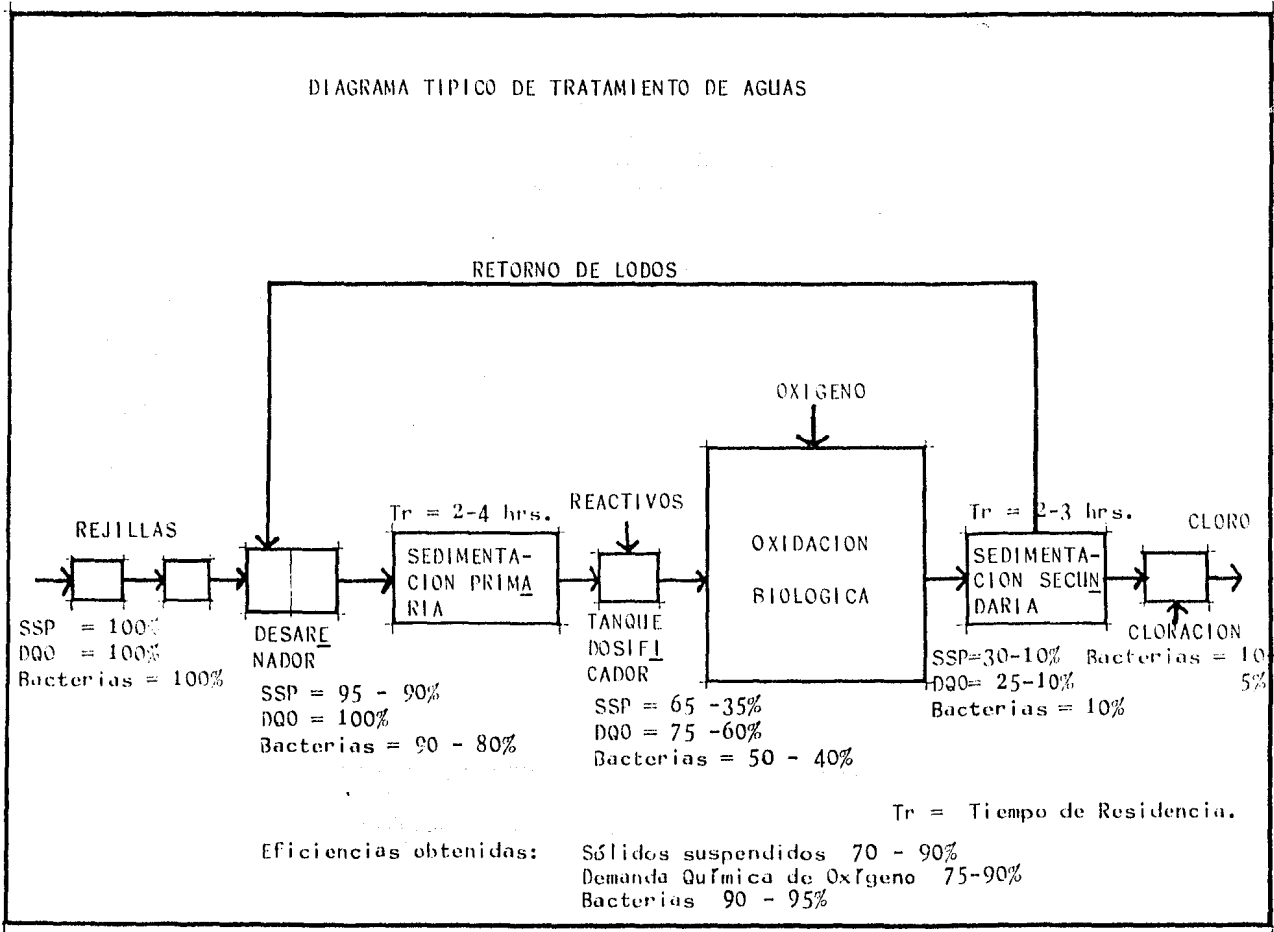 DIAGRAMA TIPICO DE TRATAMIENTO DE AGUAS
RETORNO DE LODOS
OXIGENO
REJILLAS
Tr = 2-4 hrs.
REACTIVOS
Tr = 2-3 hrs.
CLORO
SEDIMENTA-
CION PRIMA
RIA
OXIDACION
BIOLOGICA
SEDIMENTA-
CION SECUN
DARIA
SSP = 100%
DQO = 100%
Bacterias = 100%
DESARE
NADOR
SSP = 95 - 90%
DQO = 100%
Bacterias = 90 - 80%
TANQUE
DOSIFI
CADOR
SSP = 65 -35%
DQO = 75 -60%
Bacterias = 50 - 40%
SSP=30-10%
DQO= 25-10%
Bacterias = 10%
CLORACION
Bacterias = 10
5%
Tr = Tiempo de Residencia.
Eficiencias obtenidas: Sólidos suspendidos 70 - 90%
Demanda Química de Oxígeno 75-90%
Bacterias 90 - 95%